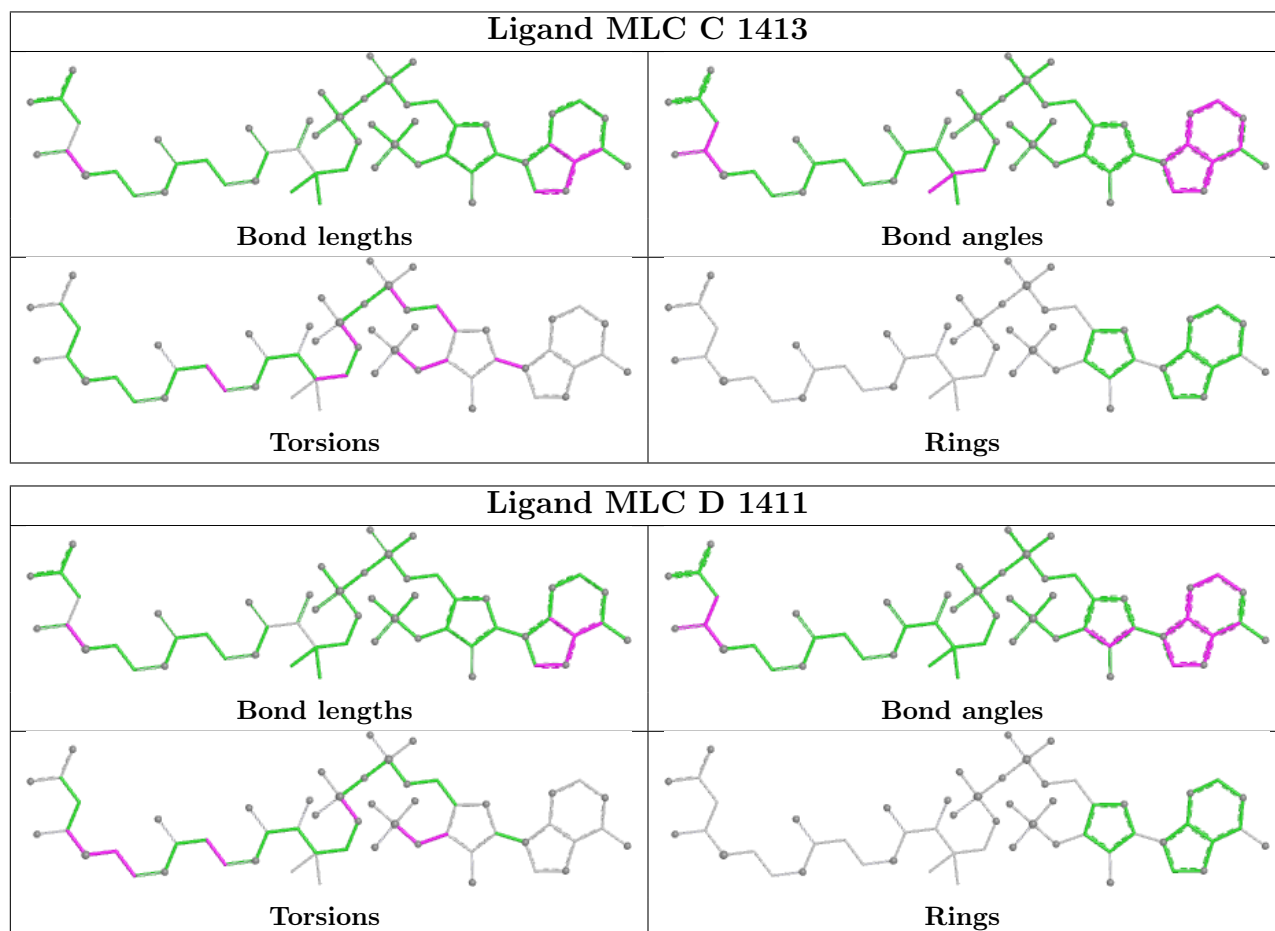 Ligand MLC C 1413
Bond lengths
Bond angles
Torsions
Rings
Ligand MLC D 1411
Bond lengths
Bond angles
Torsions
Rings